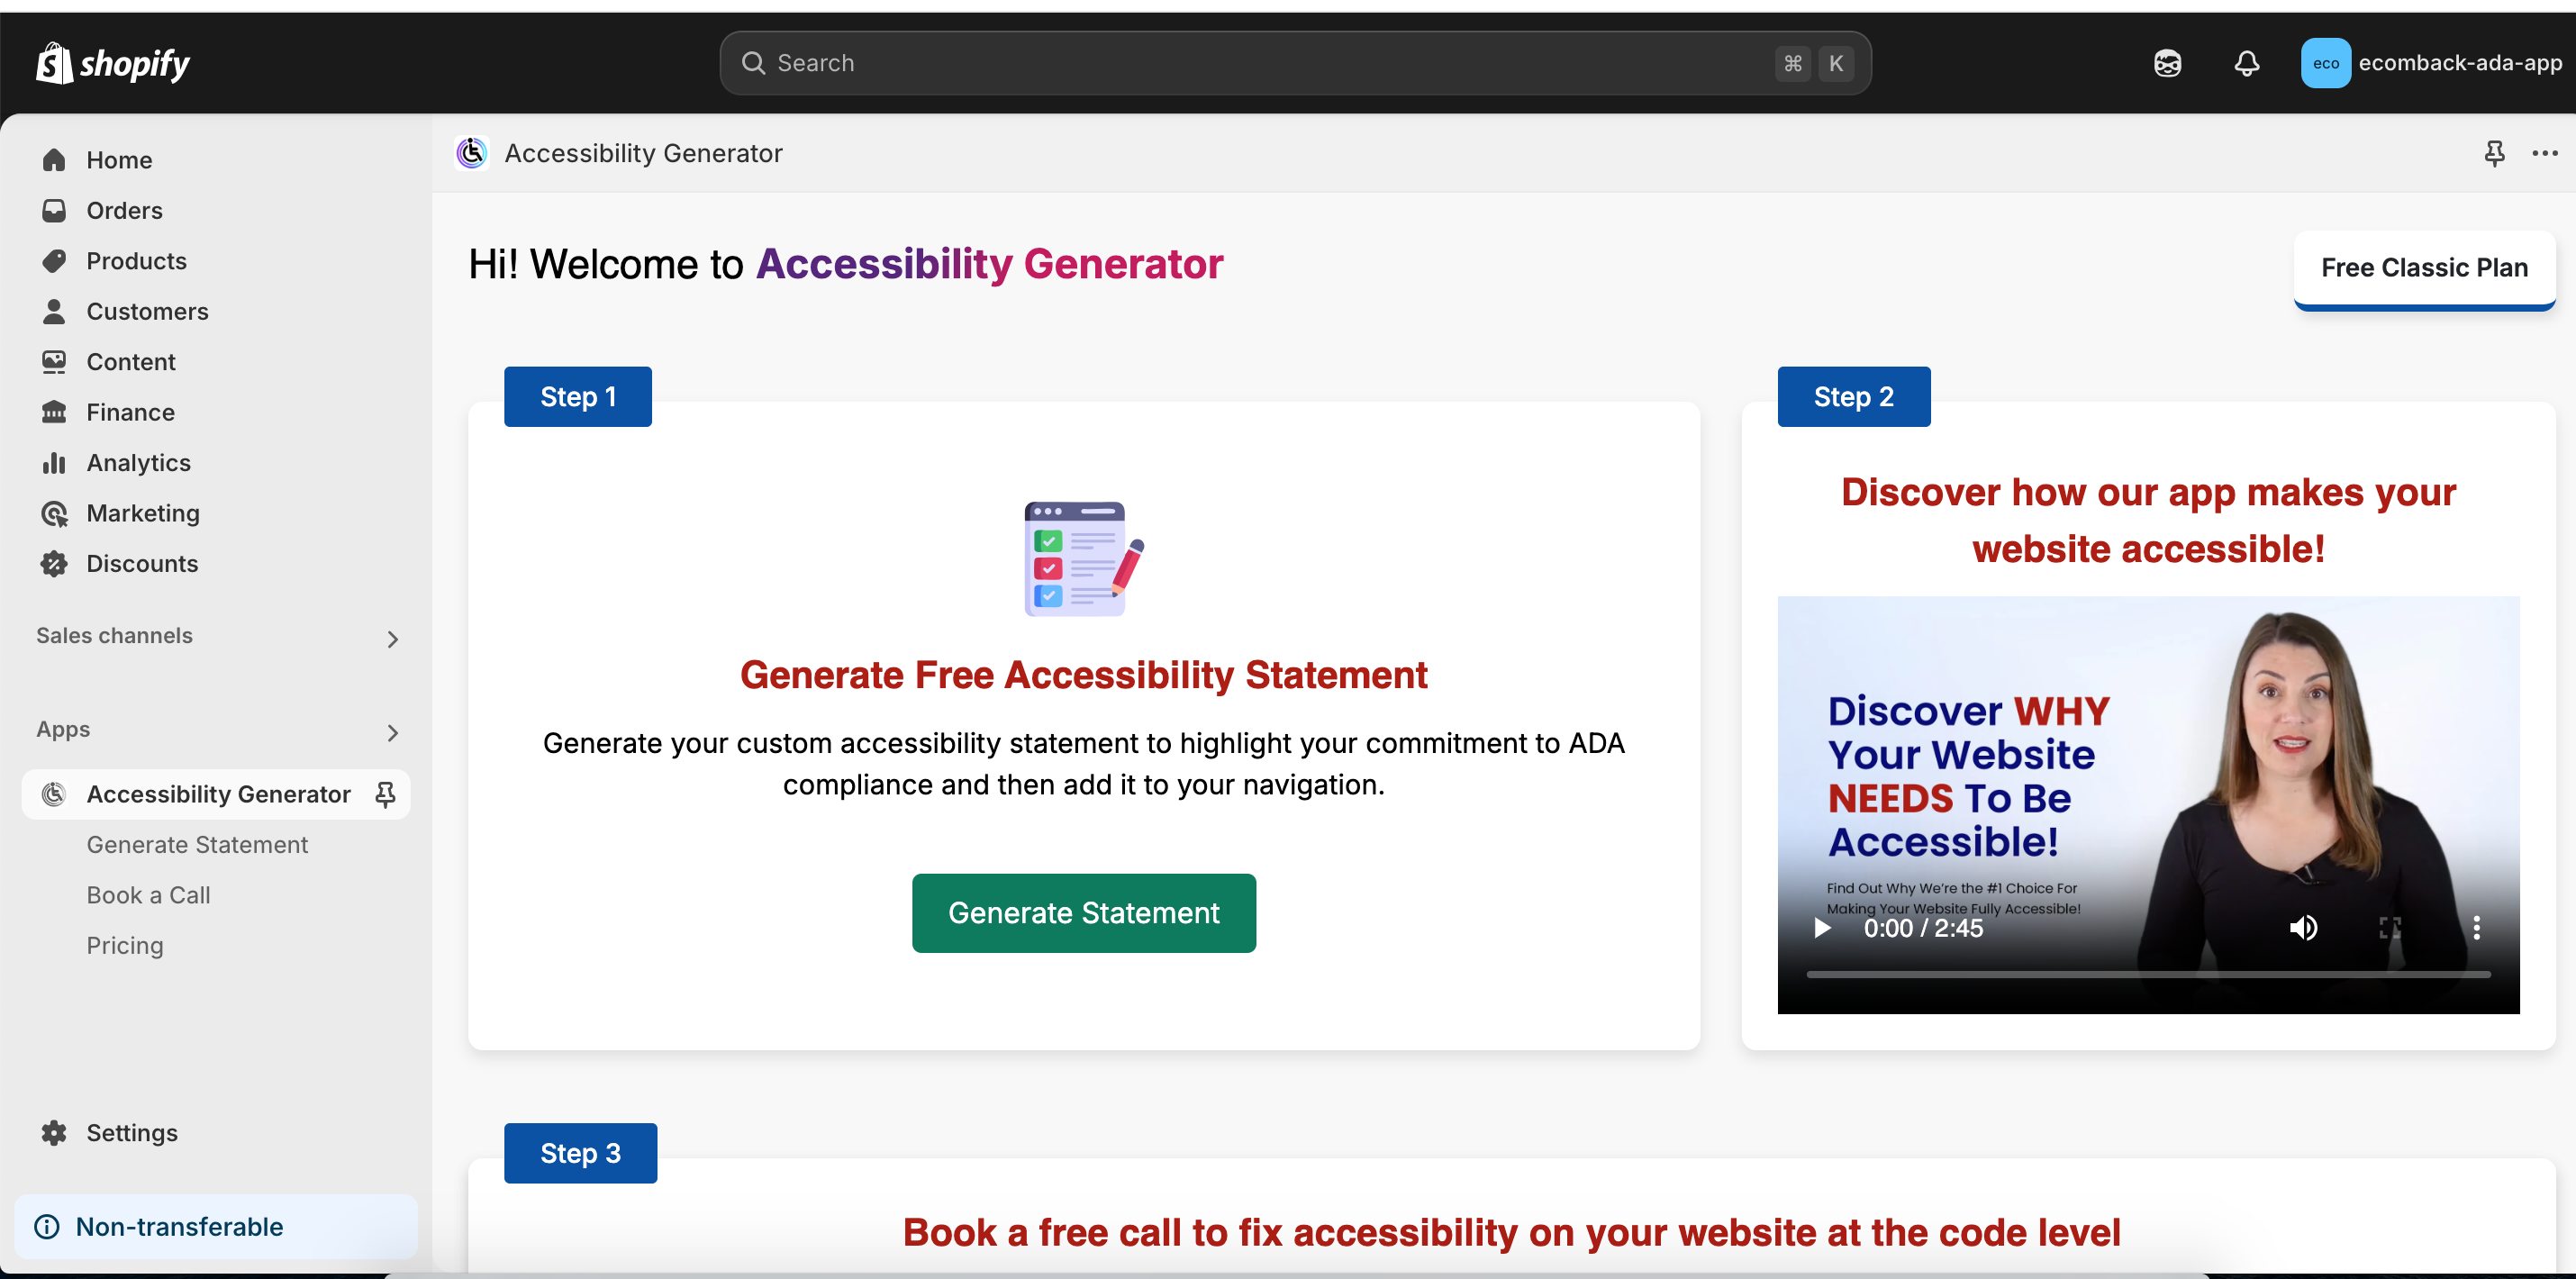 shopify
Search
⌘ K
eco
ecomback-ada-app
Home
Orders
Products
Customers
Content
Finance
Analytics
Marketing
Discounts
Sales channels
Apps
Accessibility Generator
Generate Statement
Book a Call
Pricing
Settings
Non-transferable
Accessibility Generator
Hi! Welcome to Accessibility Generator
Free Classic Plan
Step 1
Generate Free Accessibility Statement
Generate your custom accessibility statement to highlight your commitment to ADA
compliance and then add it to your navigation.
Generate Statement
Step 2
Discover how our app makes your
website accessible!
Discover WHY
Your Website
NEEDS To Be
Accessible!
Find Out Why We're the #1 Choice For
Making Your Website Fully Accessible!
0:00 / 2:45
Step 3
Book a free call to fix accessibility on your website at the code level